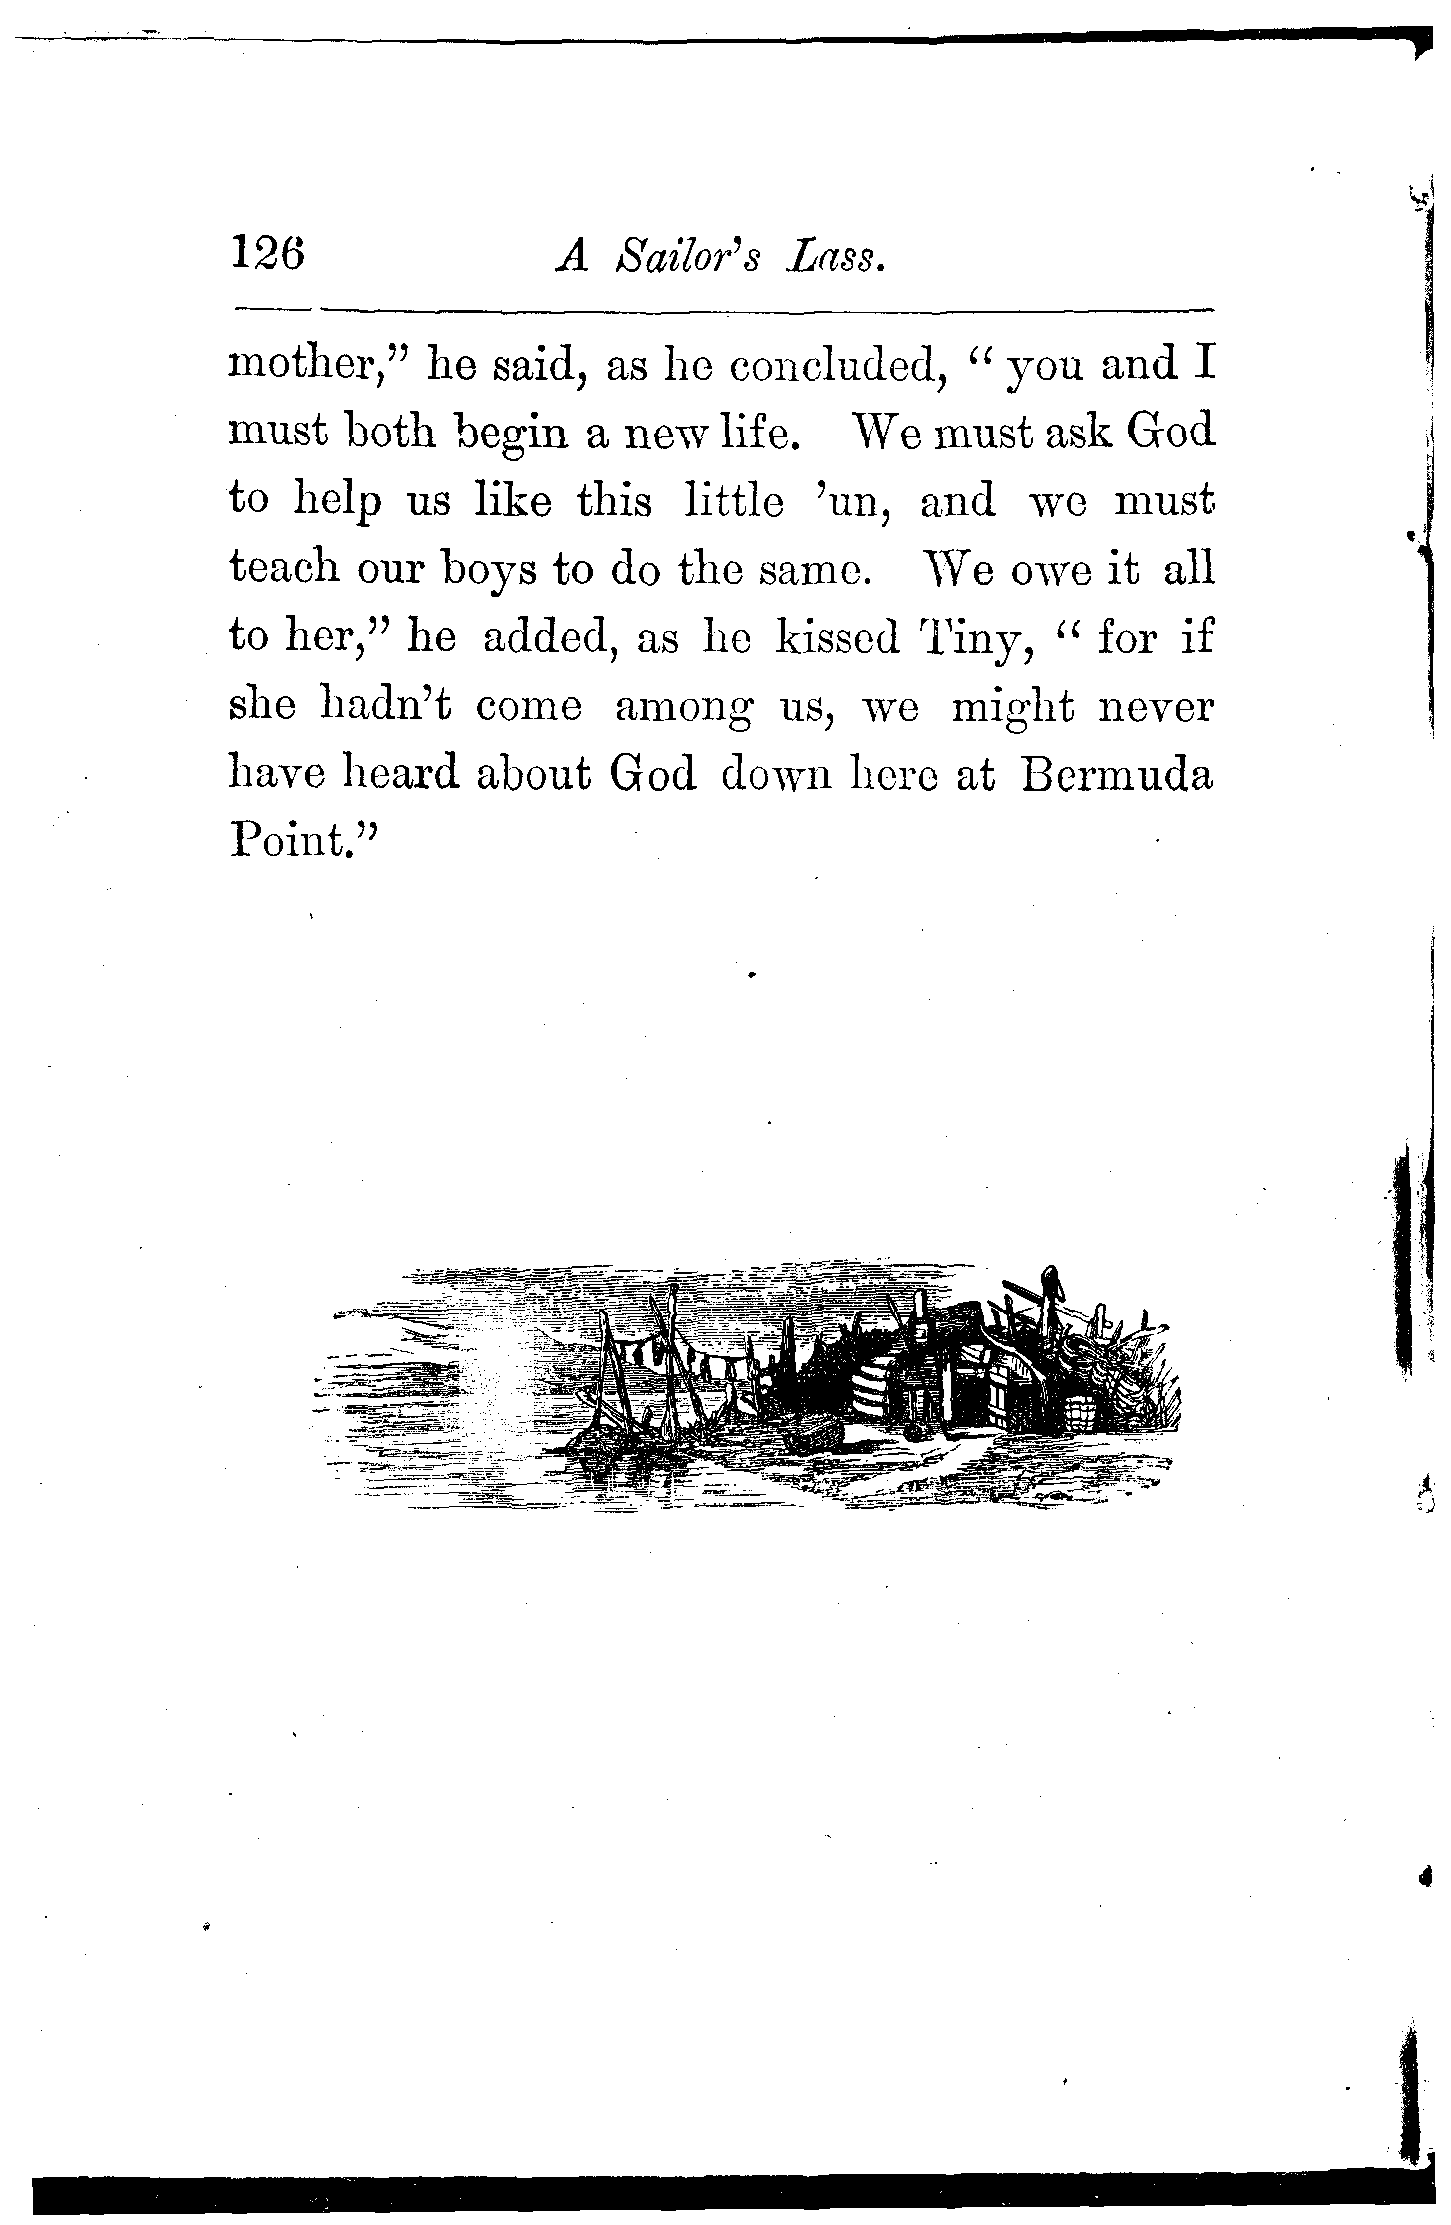 126 A Sailor's Lass.
mother,” he said, as he concluded, “ you and I
must both begin a new life. We must ask God
to help us like this little ’un, and we must
teach our boys to do the same. We owe it all
to her,” he added, as he kissed Tiny, “ for if
she hadn’t come among us, we might never
have heard about God down here at Bermuda
Point.”